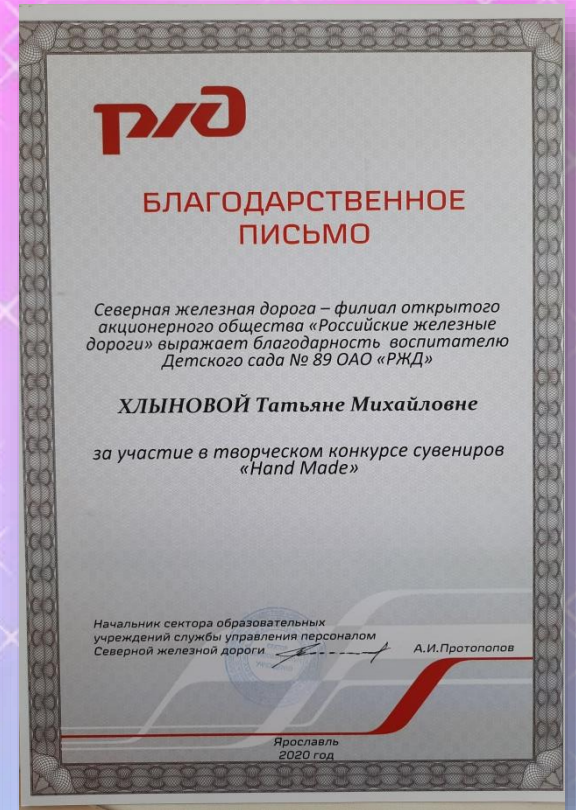 ржд
БЛАГОДАРСТВЕННОЕ
ПИСЬМО
Северная железная дорога – филиал открытого
акционерного общества «Российские железные
дороги» выражает благодарность воспитателю
Детского сада № 89 ОАО «РЖД»
ХЛЫНОВОЙ Татьяне Михайловне
за участие в творческом конкурсе сувениров
«Hand Made»
Начальник сектора образовательных
учреждений службы управления персоналом
Северной железной дороги А.И.Протопопов
Ярославль
2020 год